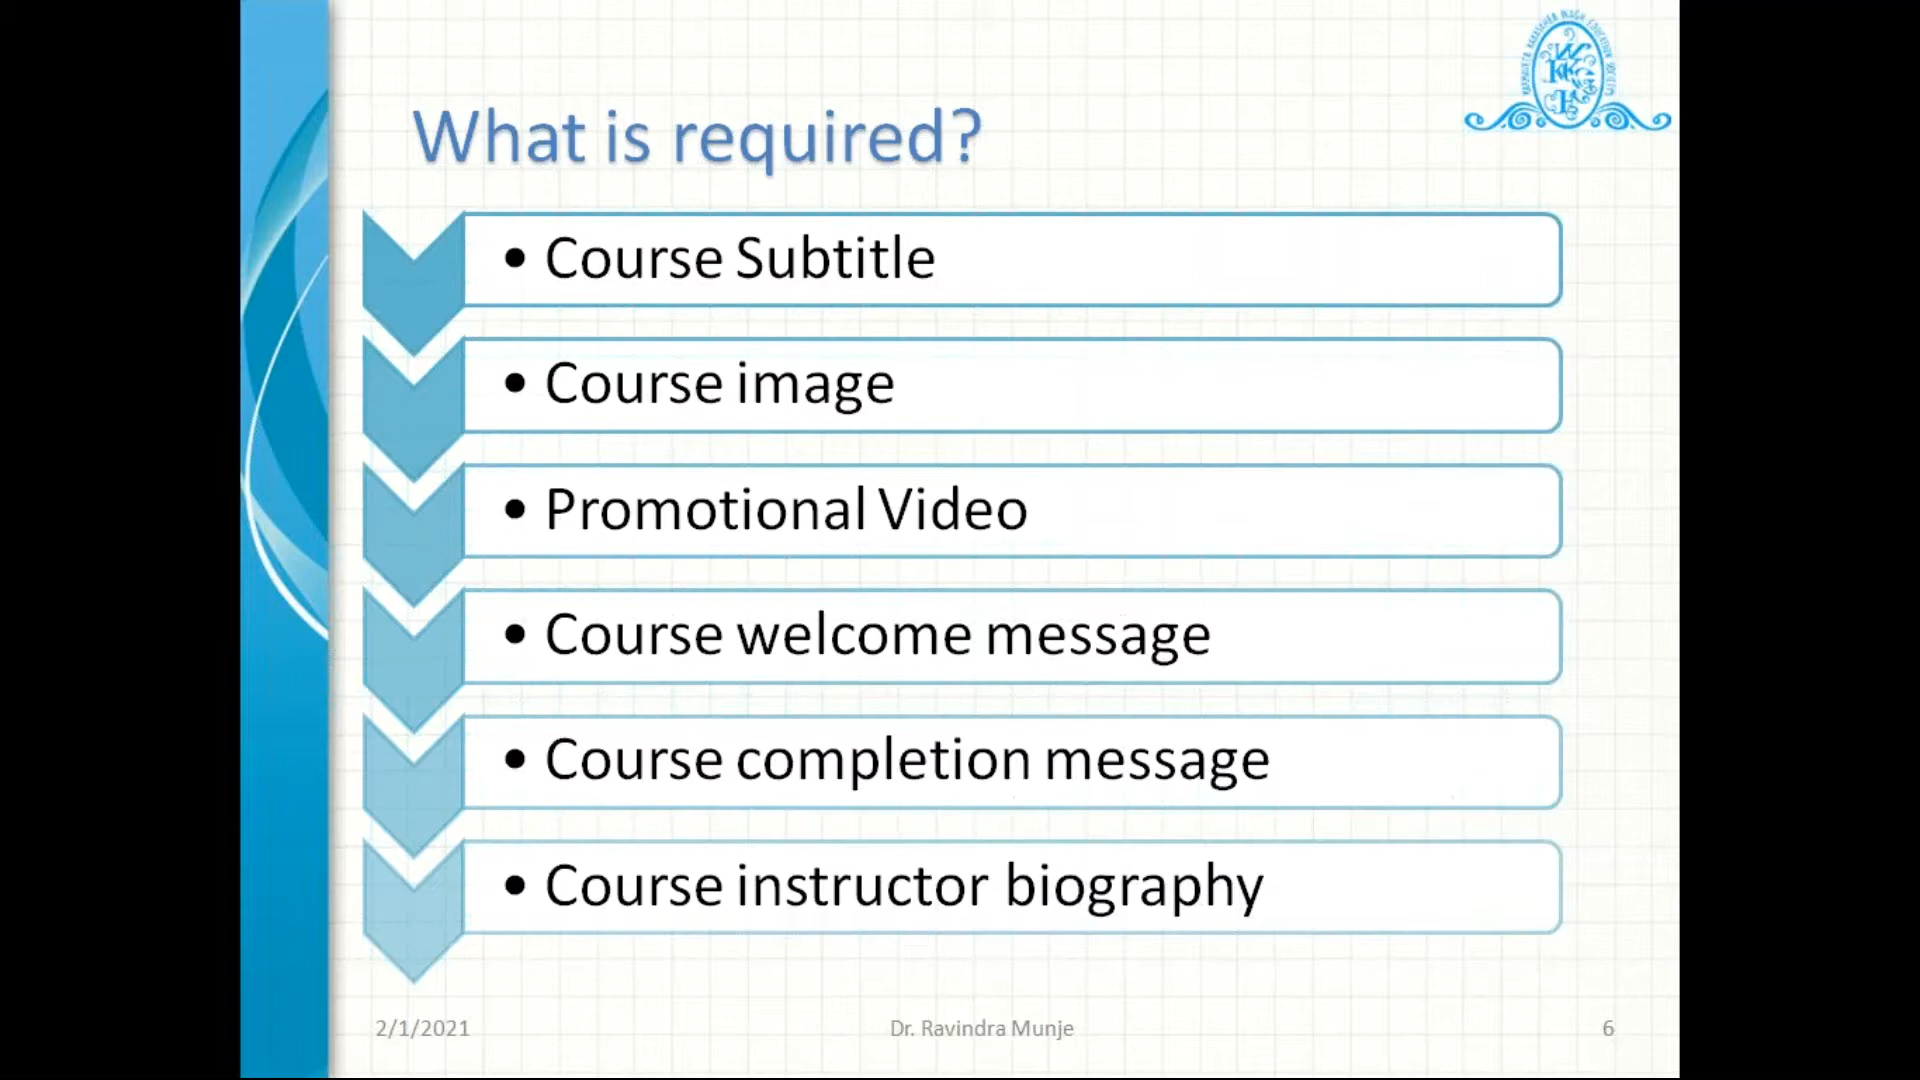 What is required?
• Course Subtitle
• Course image
• Promotional Video
• Course welcome message
• Course completion message
• Course instructor biography
2/1/2021
Dr. Ravindra Munje
6